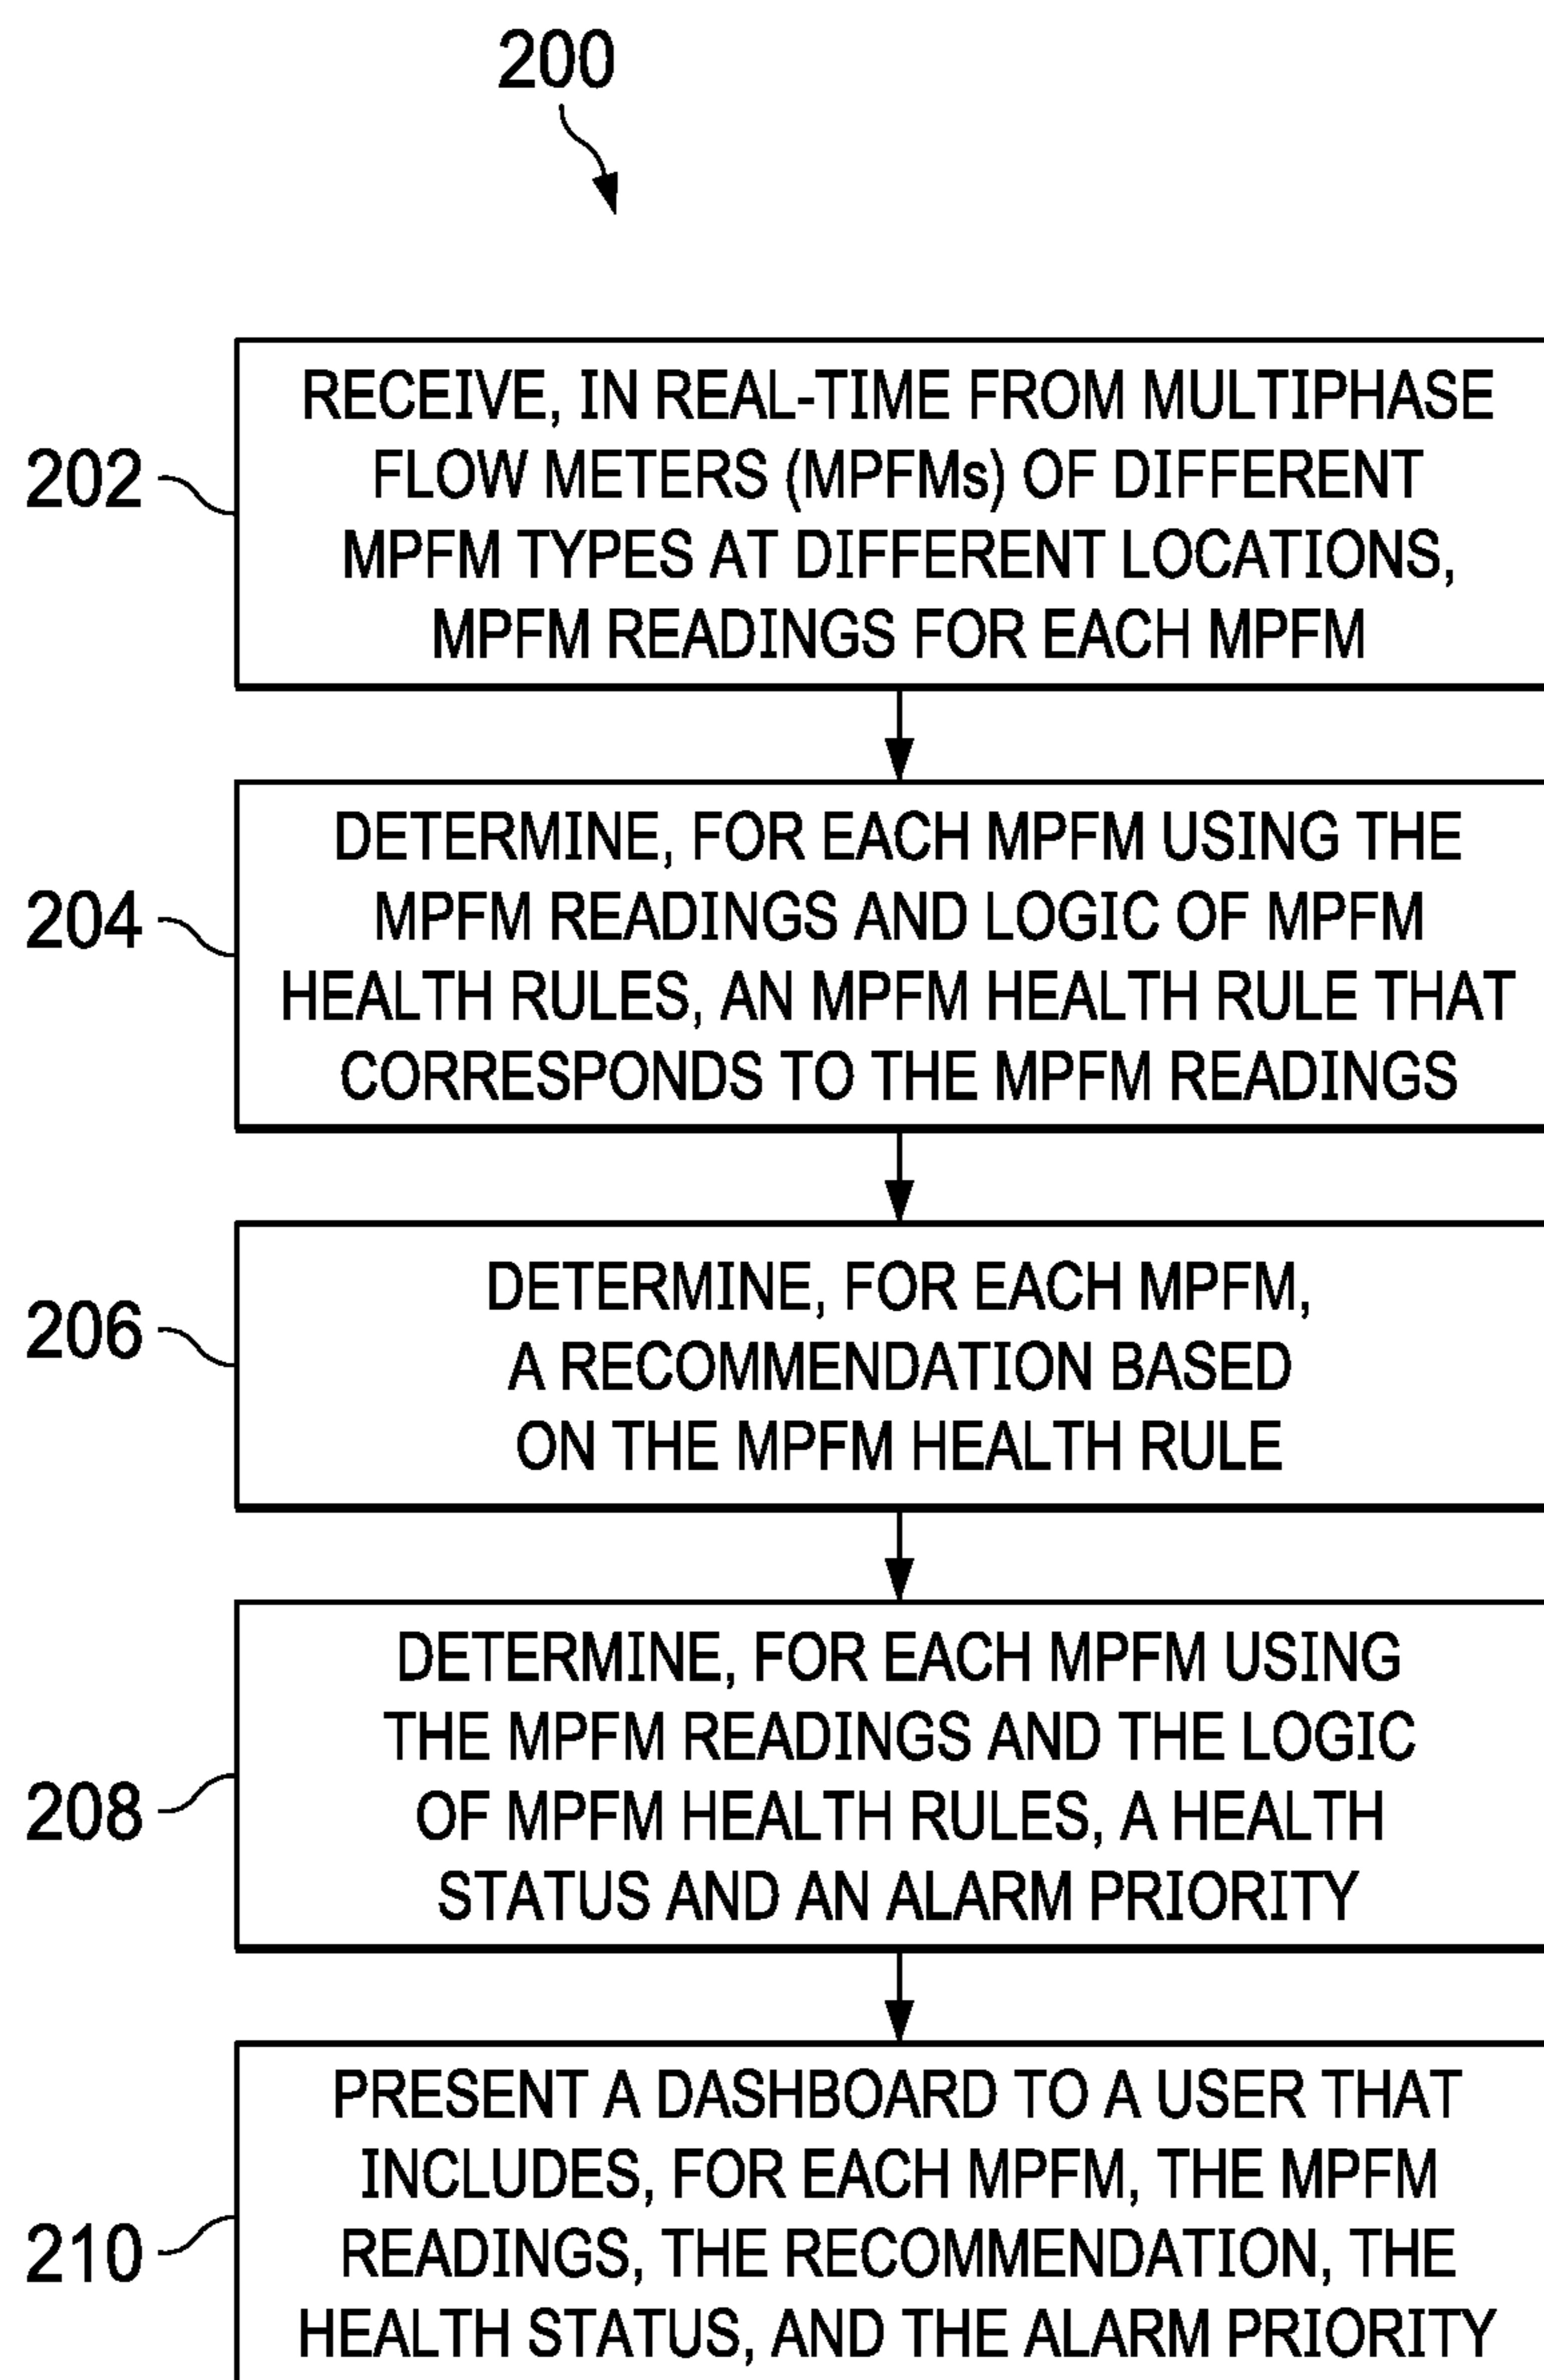 200
202
RECEIVE, IN REAL-TIME FROM MULTIPHASE
FLOW METERS (MPFMs) OF DIFFERENT
MPFM TYPES AT DIFFERENT LOCATIONS,
MPFM READINGS FOR EACH MPFM
204
DETERMINE, FOR EACH MPFM USING THE
MPFM READINGS AND LOGIC OF MPFM
HEALTH RULES, AN MPFM HEALTH RULE THAT
CORRESPONDS TO THE MPFM READINGS
206
DETERMINE, FOR EACH MPFM,
A RECOMMENDATION BASED
ON THE MPFM HEALTH RULE
208
DETERMINE, FOR EACH MPFM USING
THE MPFM READINGS AND THE LOGIC
OF MPFM HEALTH RULES, A HEALTH
STATUS AND AN ALARM PRIORITY
210
PRESENT A DASHBOARD TO A USER THAT
INCLUDES, FOR EACH MPFM, THE MPFM
READINGS, THE RECOMMENDATION, THE
HEALTH STATUS, AND THE ALARM PRIORITY